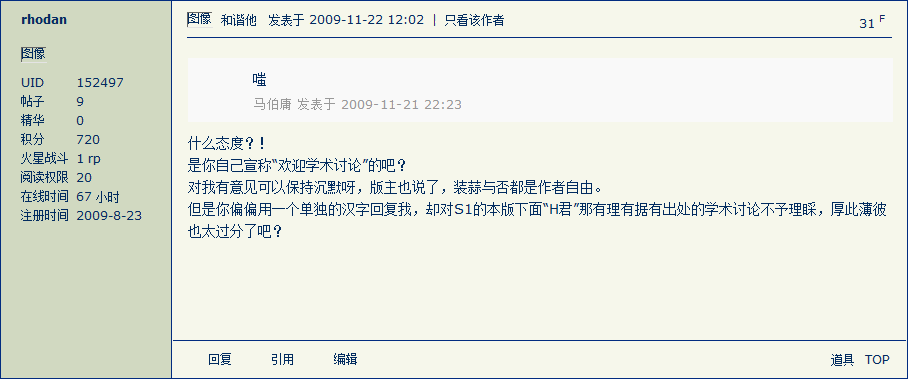 rhodan
图像 和谐他 发表于 2009-11-22 12:02 | 只看该作者
31 F
图像
UID 152497
帖子 9
精华 0
积分 720
火星战斗 1 rp
阅读权限 20
在线时间 67 小时
注册时间 2009-8-23
嗤
马伯庸 发表于 2009-11-21 22:23
什么态度?!
是你自己宣称“欢迎学术讨论”的吧?
对我有意见可以保持沉默呀，版主也说了，装蒜与否都是作者自由。
但是你偏偏用一个单独的汉字回复我，却对S1的本版下面“H君”那有理有据有出处的学术讨论不予理睬，厚此薄彼
也太过分了吧?
回复 引用 编辑
道具 TOP